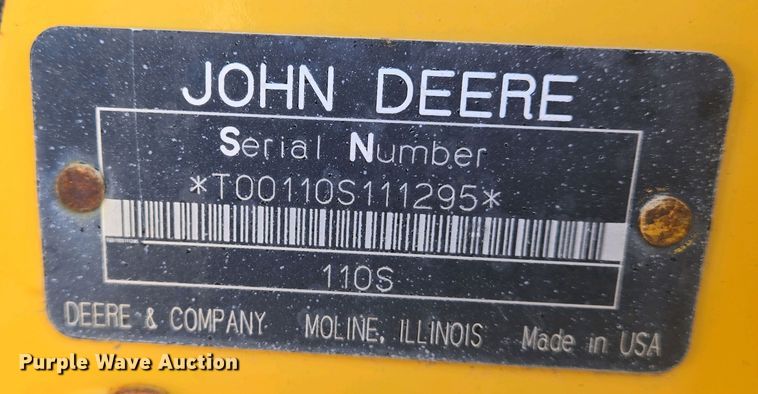 JOHN DEERE
Serial Number
*T00110S111295*
110S
DEERE & COMPANY MOLINE, ILLINOIS Made in USA
Purple Wave Auction